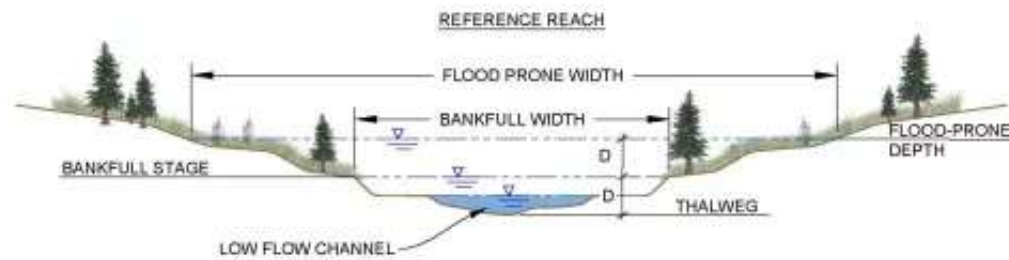 REFERENCE REACH
FLOOD PRONE WIDTH
BANKFULL WIDTH
D
FLOOD-PRONE
DEPTH
BANKFULL STAGE
D
THALWEG
LOW FLOW CHANNEL